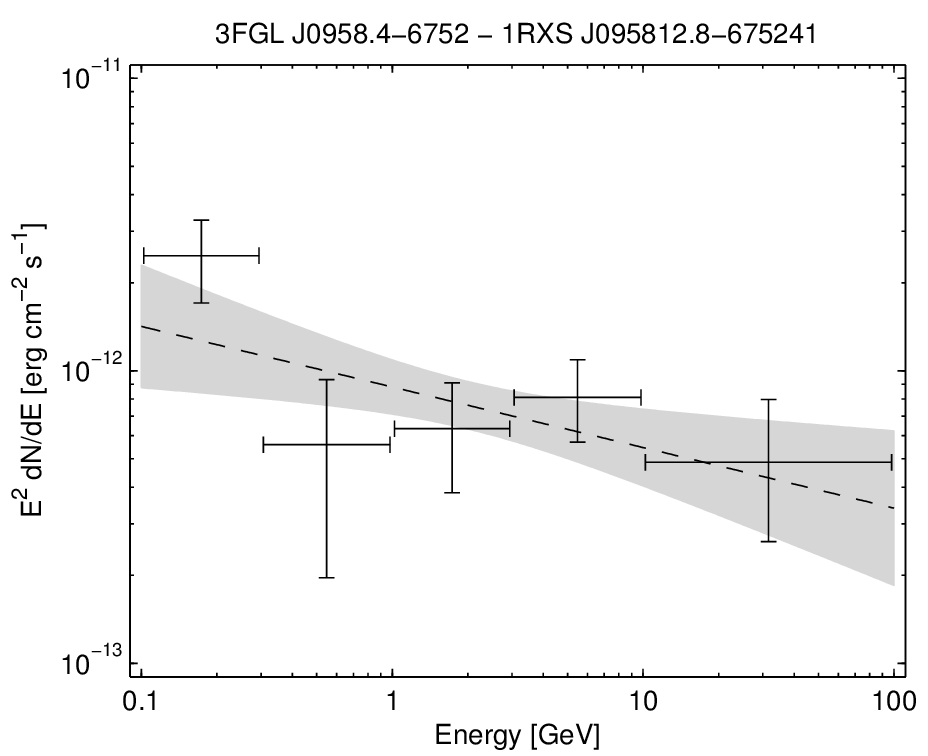 3FGL J0958.4−6752 − 1RXS J095812.8−675241
E² dN/dE [erg cm⁻² s⁻¹]
10⁻¹¹
10⁻¹²
10⁻¹³
0.1 1 10 100
Energy [GeV]